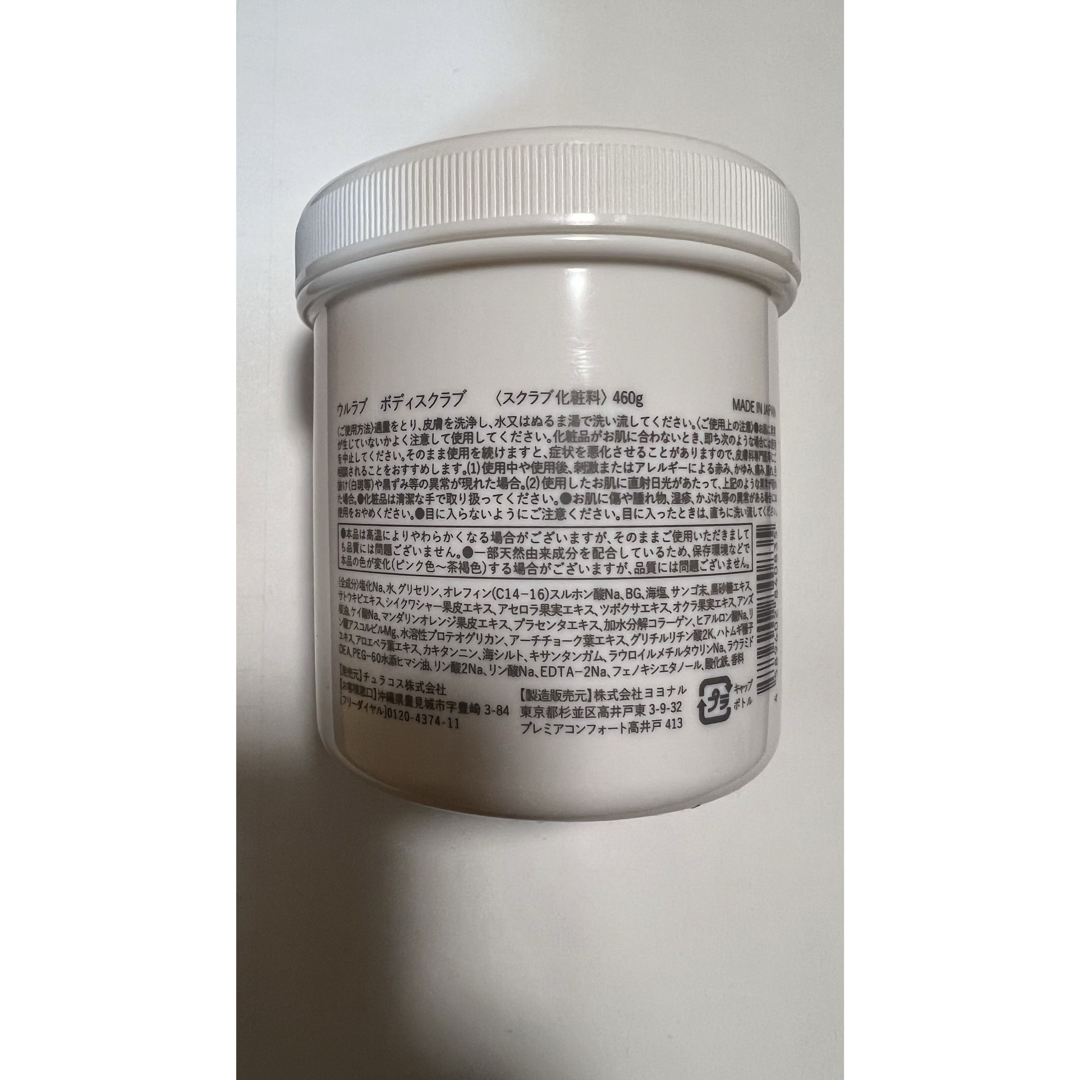 ウルラブ ボディスクラブ 〈スクラブ化粧料〉460g MADE IN JAPAN
〈ご使用方法〉適量をとり、皮膚を洗浄し、水又はぬるま湯で洗い流してください。〈ご使用上の注意〉●お肌に異常
が生じていないかよく注意して使用してください。化粧品がお肌に合わないとき、即ち次のような場合には使用
を中止してください。そのまま使用を続けますと、症状を悪化させることがありますので、皮膚科専門医等にご
相談されることをおすすめします。(1)使用中や使用後、刺激またはアレルギーによる赤み、かゆみ、
抜け(白斑等)や黒ずみ等の異常が現れた場合。(2)使用したお肌に直射日光があたって、上記のような異常が
た場合。●化粧品は清潔な手で取り扱ってください。●お肌に傷や腫れ物、湿疹、かぶれ等の異常がある場合は
使用をおやめください。●目に入らないようにご注意ください。目に入ったときは、直ちに洗い流してください。
●本品は高温によりやわらかくなる場合がございますが、そのままご使用いただきまして
も品質には問題ございません。●一部天然由来成分を配合しているため、保存環境などで
本品の色が変化(ピンク色～茶褐色)する場合がございますが、品質には問題ございません。
〈全成分〉塩化Na、水、グリセリン、オレフィン(C14-16)スルホン酸Na、BG、海塩、サンゴ末、黒砂糖エキス、
サトウキビエキス、シイクワシャー果皮エキス、アセロラ果実エキス、ツボクサエキス、オクラ果実エキス、アンズ
核油、ケイ酸Na、マンダリンオレンジ果皮エキス、プラセンタエキス、加水分解コラーゲン、ヒアルロン酸Na、リ
ン酸アスコルビルMg、水溶性プロテオグリカン、アーチチョーク葉エキス、グリチルリチン酸2K、ハトムギ種子
エキス、アロエベラ葉エキス、カキタンニン、海シルト、キサンタンガム、ラウロイルメチルタウリンNa、ラウラミド
DEA、PEG-60水添ヒマシ油、リン酸2Na、リン酸Na、EDTA-2Na、フェノキシエタノール、酸化鉄、香料
【発売元】チュラコス株式会社
【お客様窓口】沖縄県豊見城市字豊崎 3-84
【フリーダイヤル】0120-4374-11
【製造販売元】株式会社ヨヨナル
東京都杉並区高井戸東 3-9-32
プレミアコンフォート高井戸 413
プラ
キャップ
ボトル